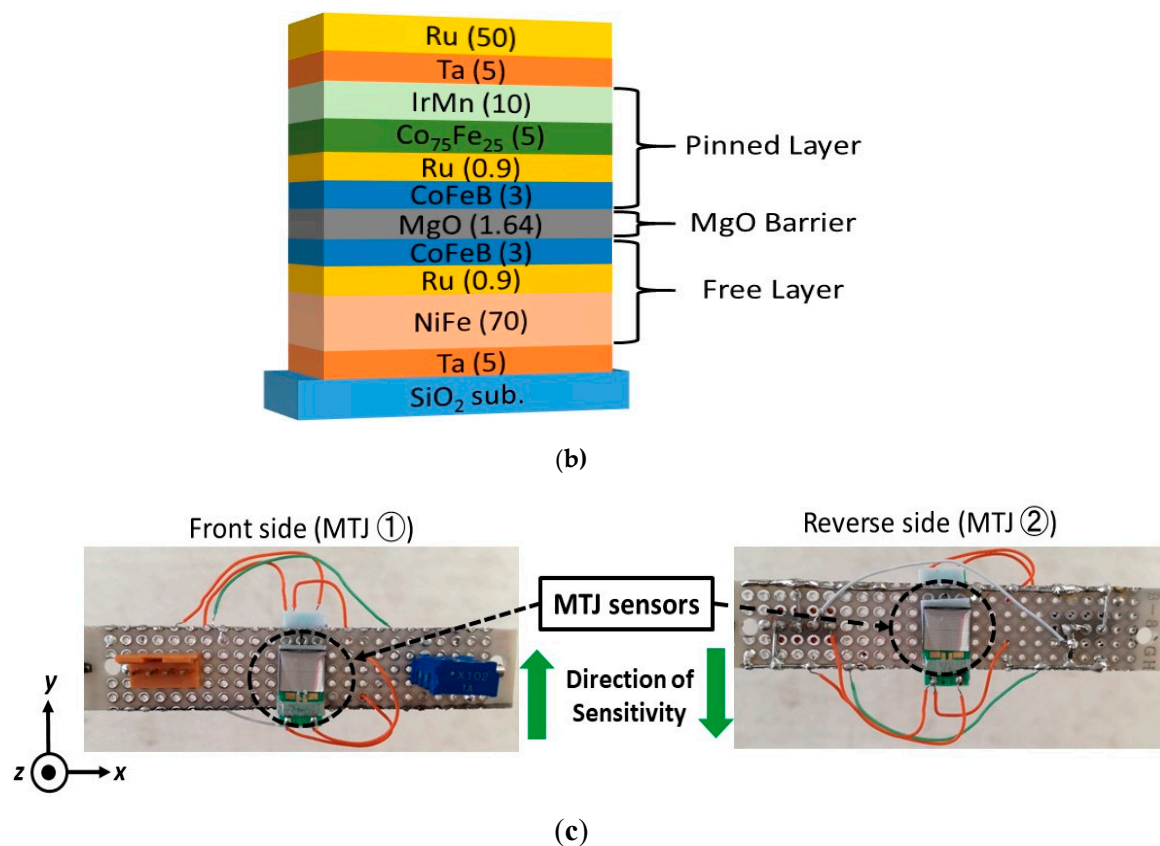 Ru (50)
Ta (5)
IrMn (10)
Co₇₅Fe₂₅ (5)
Ru (0.9)
CoFeB (3)
MgO (1.64)
CoFeB (3)
Ru (0.9)
NiFe (70)
Ta (5)
SiO₂ sub.
Pinned Layer
MgO Barrier
Free Layer
(b)
Front side (MTJ ①)
Reverse side (MTJ ②)
MTJ sensors
Direction of
Sensitivity
X102
y
z
x
(c)